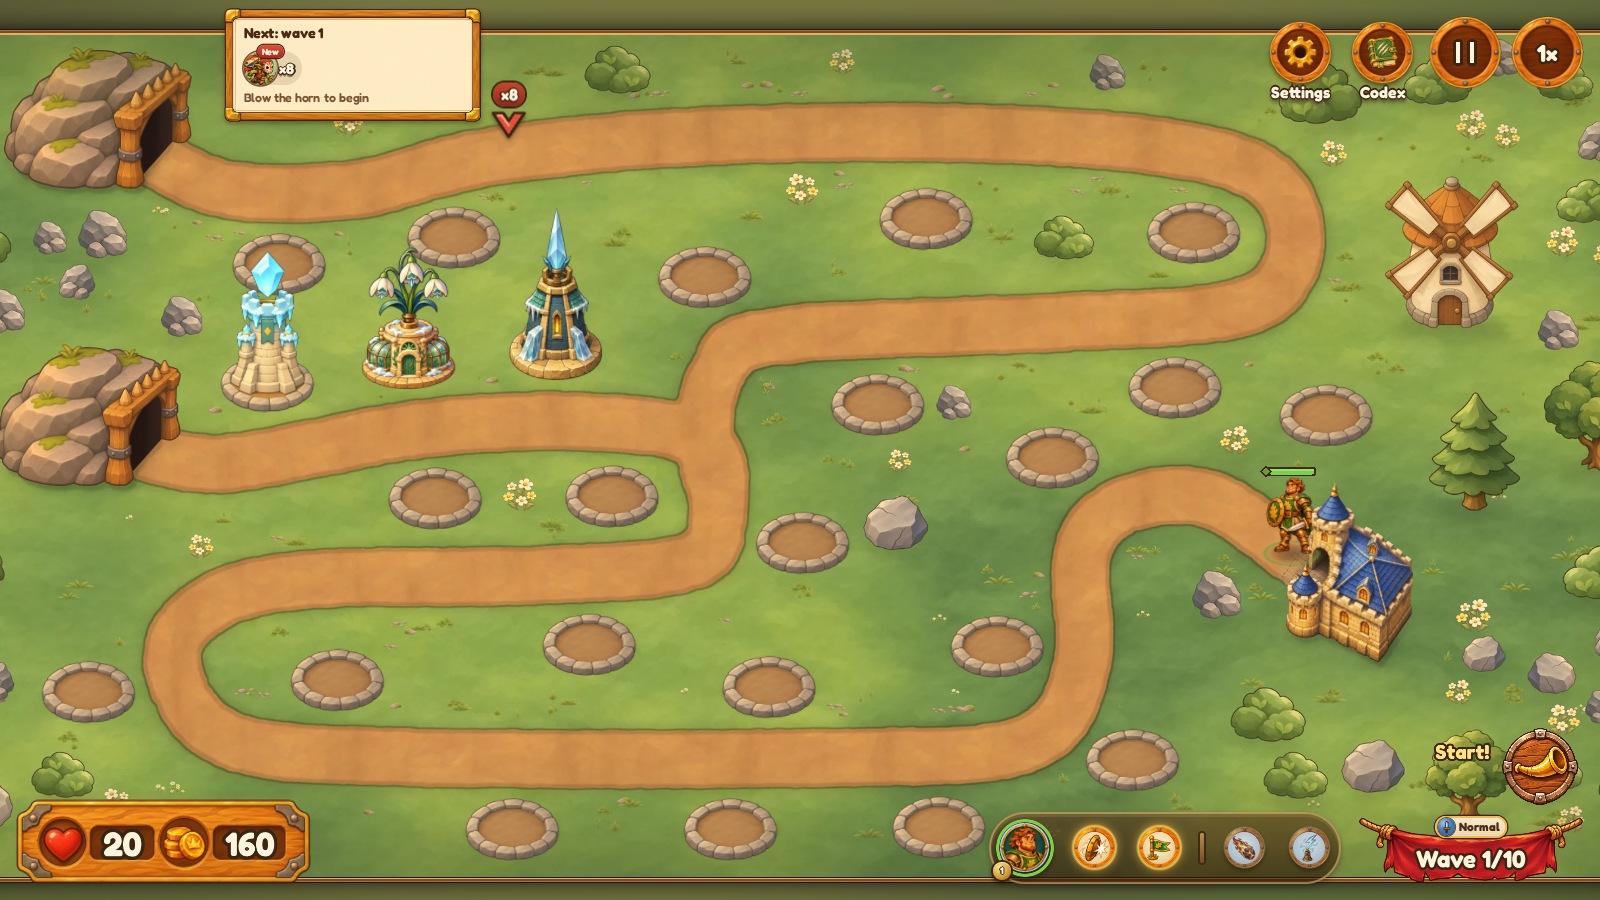 Next: wave 1
New
x8
Blow the horn to begin
x8
1x
Settings
Codex
Start!
20
160
1
Normal
Wave 1/10